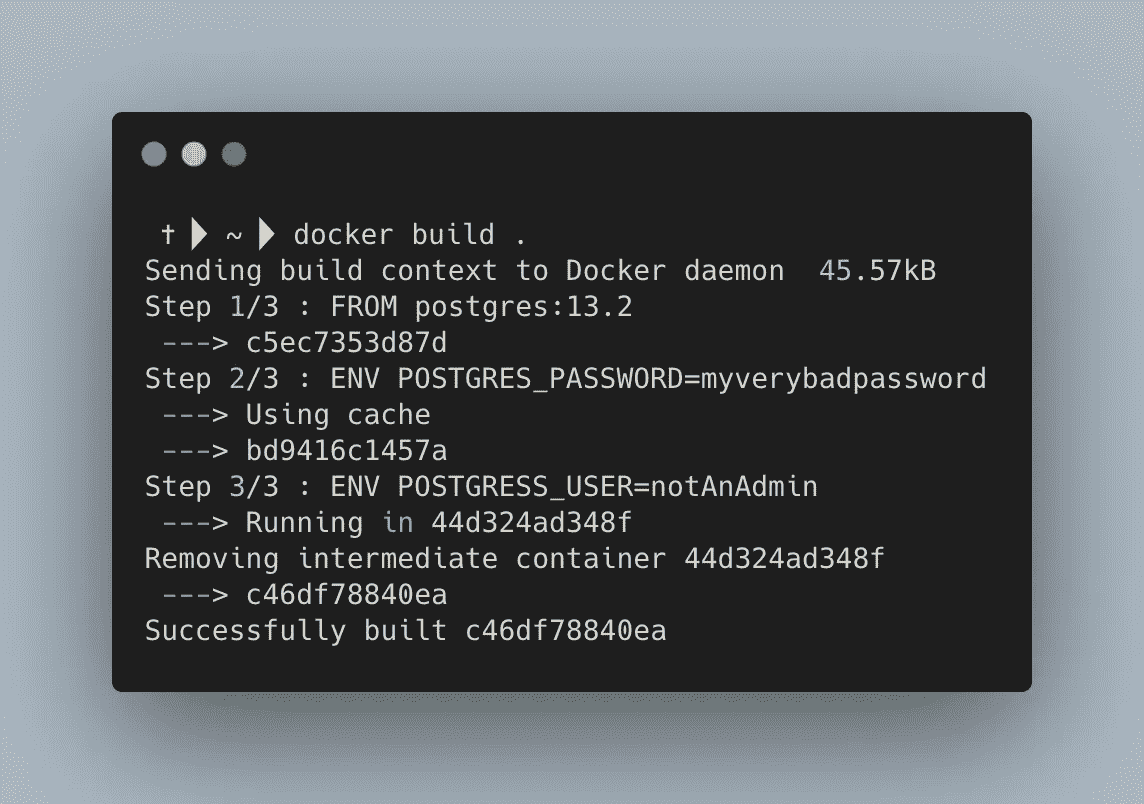 † ~ docker build .
Sending build context to Docker daemon  45.57kB
Step 1/3 : FROM postgres:13.2
 ---> c5ec7353d87d
Step 2/3 : ENV POSTGRES_PASSWORD=myverybadpassword
 ---> Using cache
 ---> bd9416c1457a
Step 3/3 : ENV POSTGRESS_USER=notAnAdmin
 ---> Running in 44d324ad348f
Removing intermediate container 44d324ad348f
 ---> c46df78840ea
Successfully built c46df78840ea